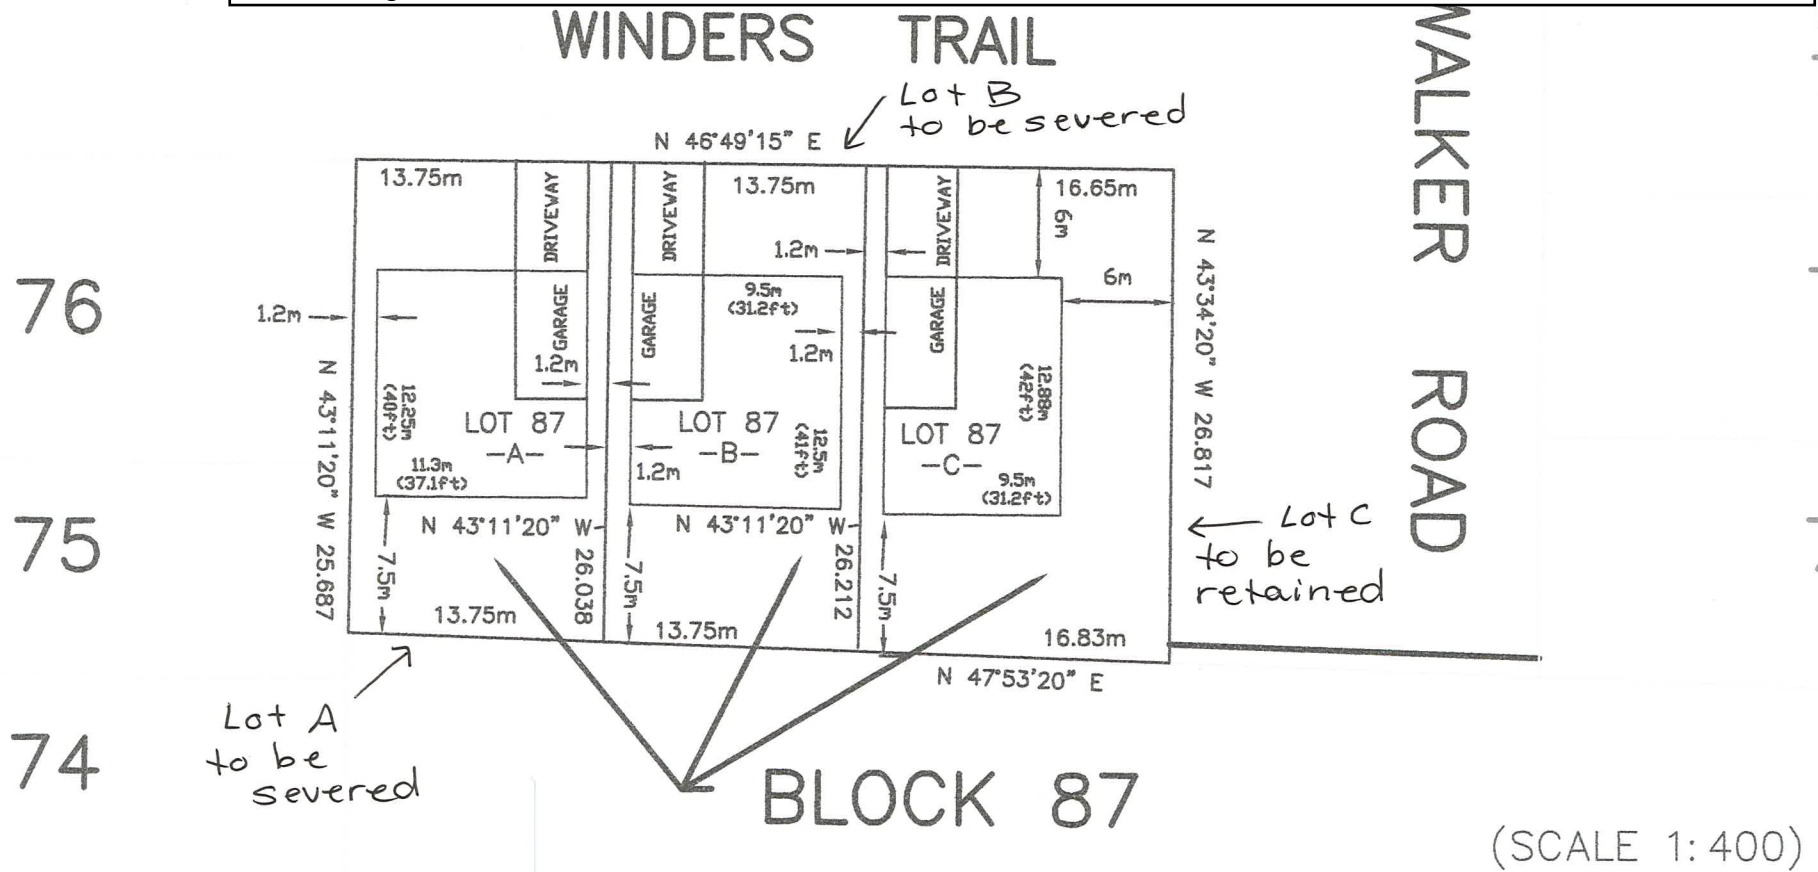 WINDERS TRAIL
WALKER ROAD
Lot B
to be severed
N 46°49'15" E
13.75m
DRIVEWAY
DRIVEWAY
13.75m
DRIVEWAY
16.65m
6m
1.2m
6m
N 43°34'20" W 26.817
76
1.2m
GARAGE
GARAGE
9.5m
(31.2ft)
1.2m
GARAGE
1.2m
N 43°11'20" W 25.687
12.25m
(40ft)
LOT 87
-A-
11.3m
(37.1ft)
LOT 87
-B-
1.2m
12.5m
(41ft)
LOT 87
-C-
12.88m
(42ft)
9.5m
(31.2ft)
75
N 43°11'20" W
26.038
N 43°11'20" W
26.212
7.5m
7.5m
7.5m
Lot C
to be
retained
13.75m
13.75m
16.83m
N 47°53'20" E
Lot A
to be
severed
74
BLOCK 87
(SCALE 1:400)